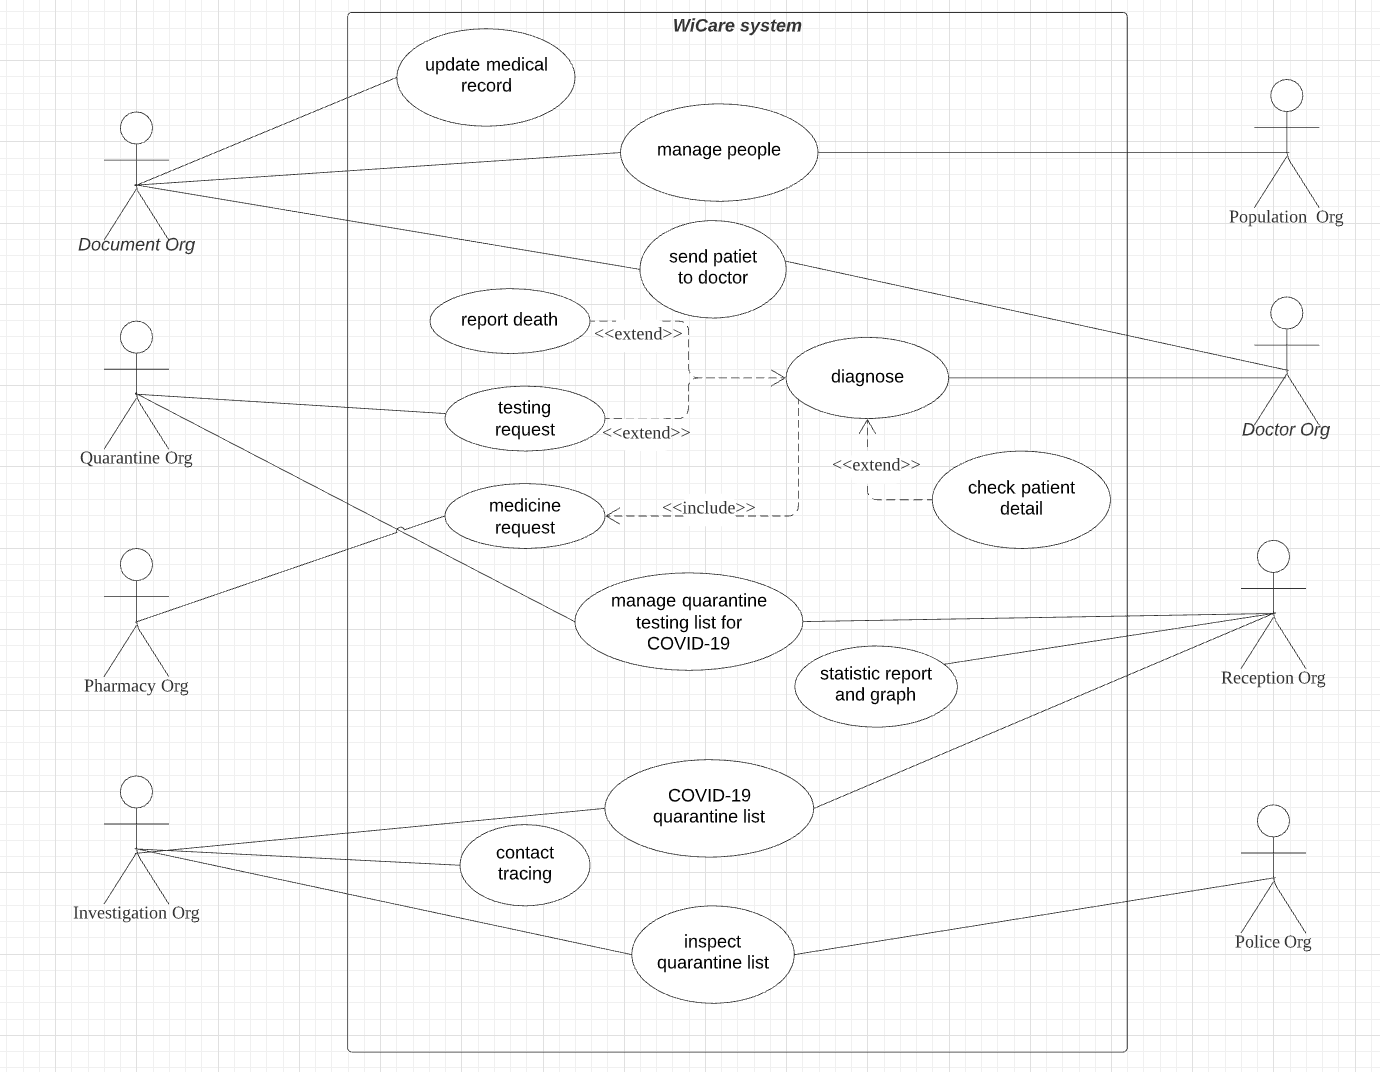 WiCare system
update medical
record
manage people
Population  Org
Document Org
send patiet
to doctor
report death
<<extend>>
diagnose
testing
request
<<extend>>
Doctor Org
Quarantine Org
<<extend>>
check patient
detail
medicine
request
<<include>>
manage quarantine
testing list for
COVID-19
Pharmacy Org
statistic report
and graph
Reception Org
COVID-19
quarantine list
contact
tracing
Investigation Org
inspect
quarantine list
Police Org